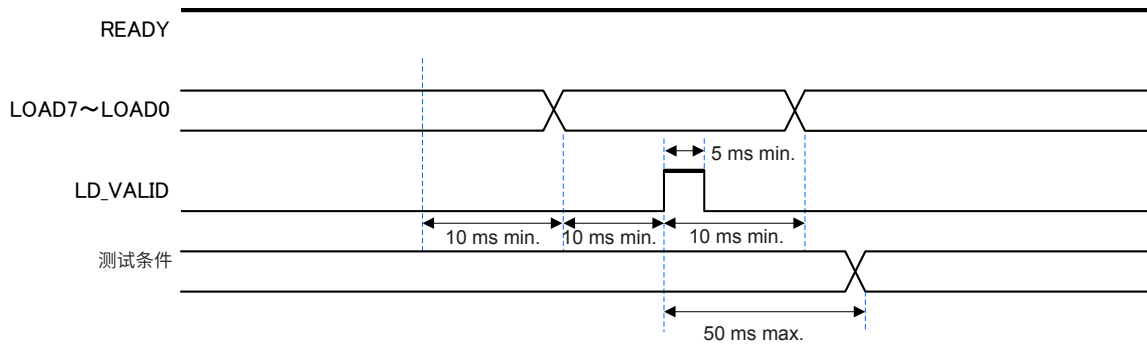 READY
LOAD7～LOAD0
5 ms min.
LD_VALID
10 ms min.
10 ms min.
10 ms min.
测试条件
50 ms max.